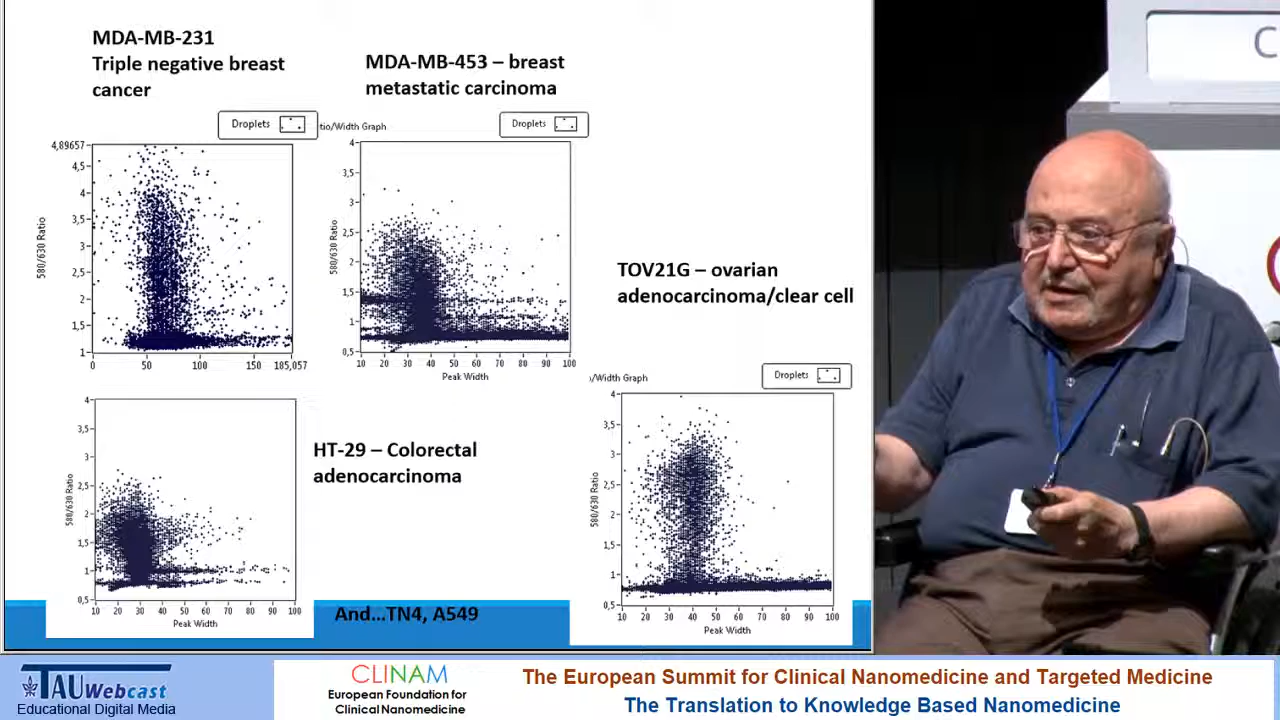 MDA-MB-231
Triple negative breast
cancer
MDA-MB-453 – breast
metastatic carcinoma
Droplets
tio/Width Graph
Droplets
4,89657
4,5
4
3,5
3
2,5
2
1,5
1
580/630 Ratio
0
50
100
150
185,057
4
3,5
3
2,5
2
1,5
1
0,5
580/630 Ratio
10 20 30 40 50 60 70 80 90 100
Peak Width
TOV21G – ovarian
adenocarcinoma/clear cell
/Width Graph
Droplets
4
3,5
3
2,5
2
1,5
1
0,5
580/630 Ratio
10 20 30 40 50 60 70 80 90 100
Peak Width
HT-29 – Colorectal
adenocarcinoma
4
3,5
3
2,5
2
1,5
1
0,5
580/630 Ratio
10 20 30 40 50 60 70 80 90 100
Peak Width
And...TN4, A549
C
TAU Webcast
Educational Digital Media
CLINAM
European Foundation for
Clinical Nanomedicine
The European Summit for Clinical Nanomedicine and Targeted Medicine
The Translation to Knowledge Based Nanomedicine